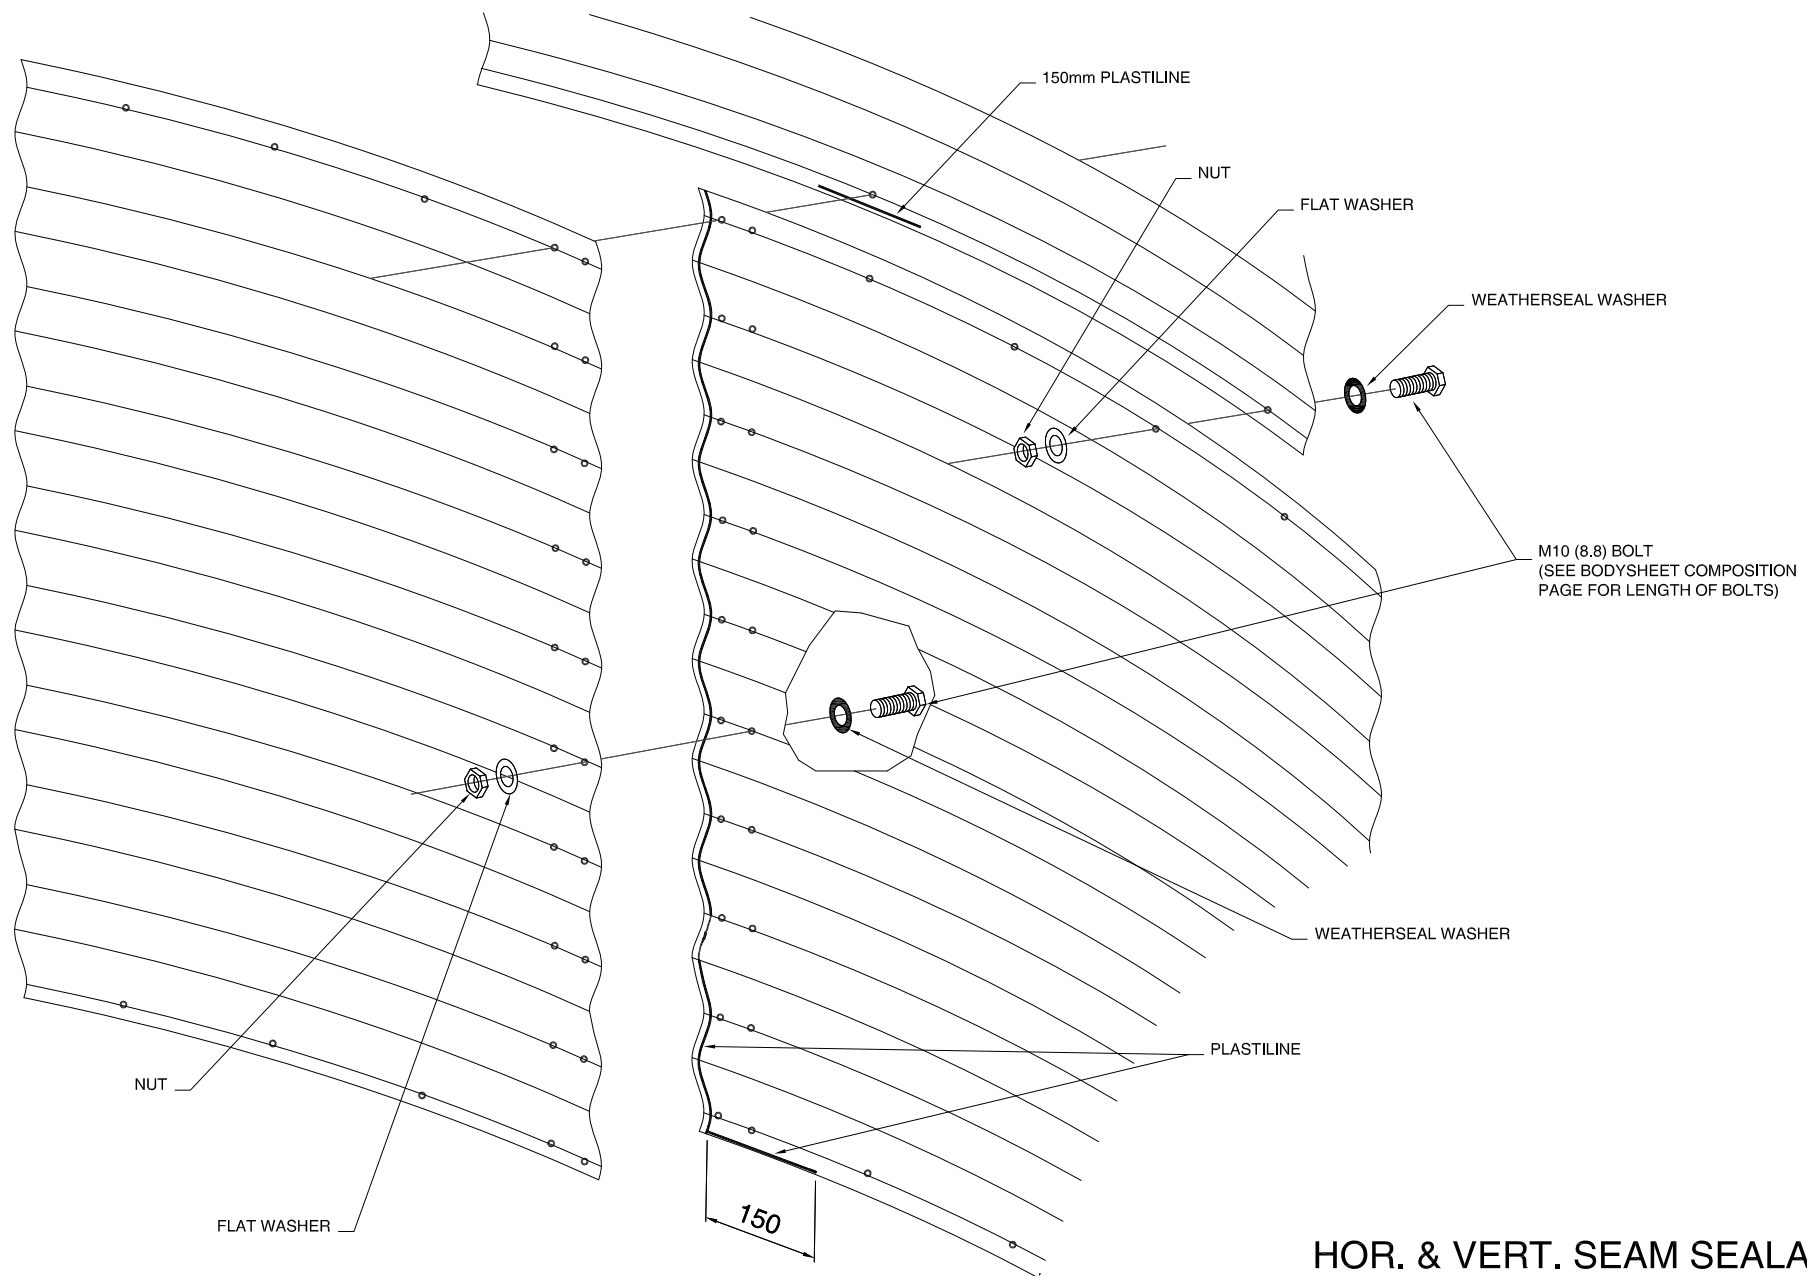 150mm PLASTILINE
NUT
FLAT WASHER
WEATHERSEAL WASHER
M10 (8.8) BOLT
(SEE BODYSHEET COMPOSITION
PAGE FOR LENGTH OF BOLTS)
WEATHERSEAL WASHER
PLASTILINE
NUT
FLAT WASHER
150
HOR. & VERT. SEAM SEALA